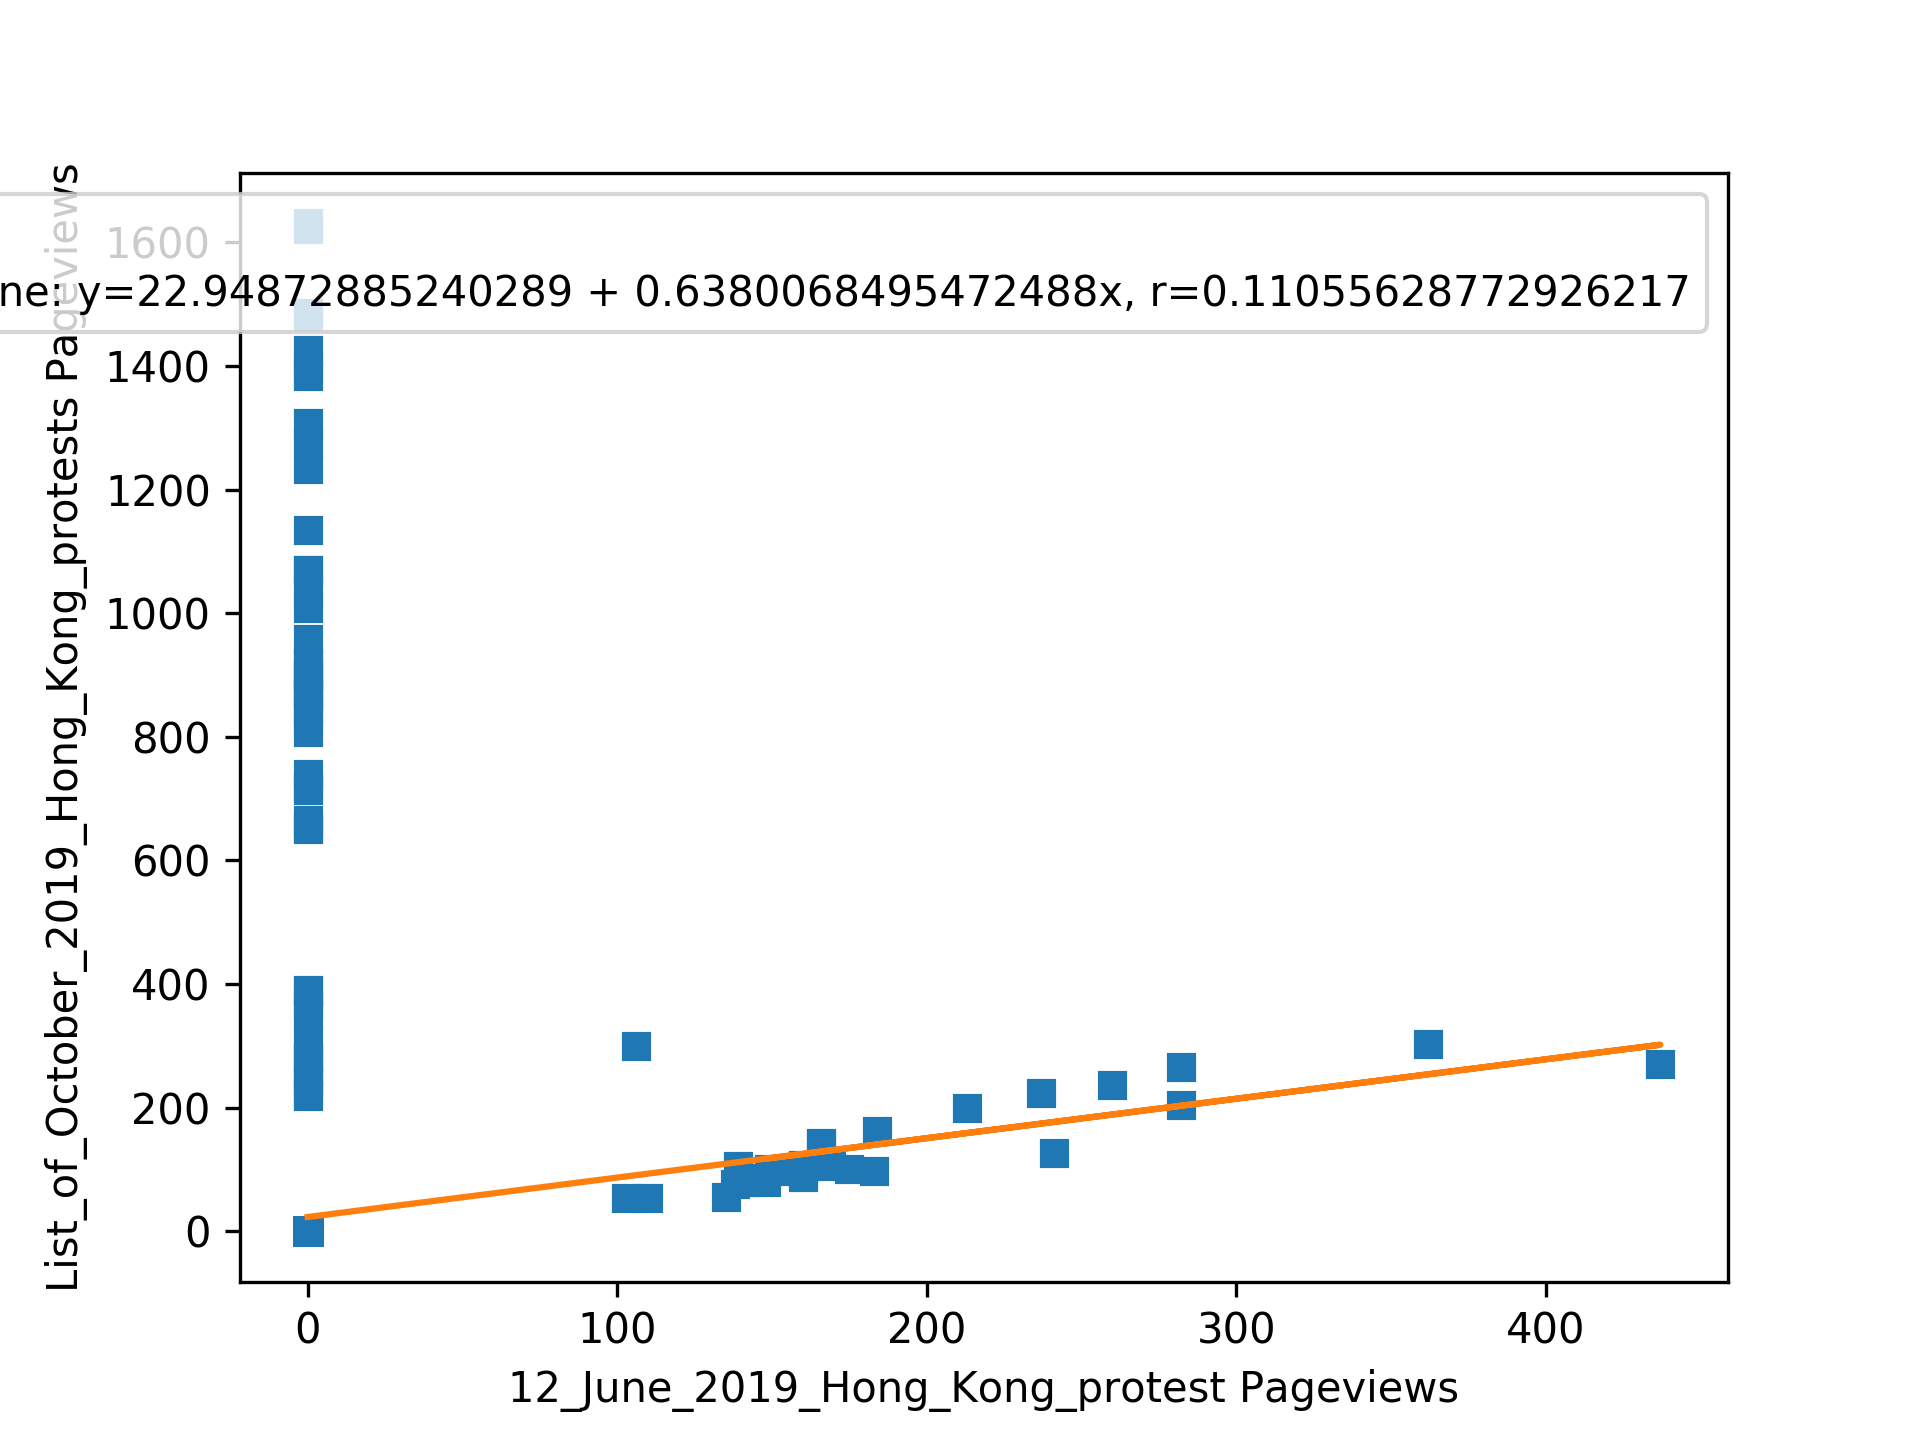 ne: y=22.94872885240289 + 0.6380068495472488x, r=0.11055628772926217
List_of_October_2019_Hong_Kong_protests Pageviews
1600
1400
1200
1000
800
600
400
200
0
0 100 200 300 400
12_June_2019_Hong_Kong_protest Pageviews